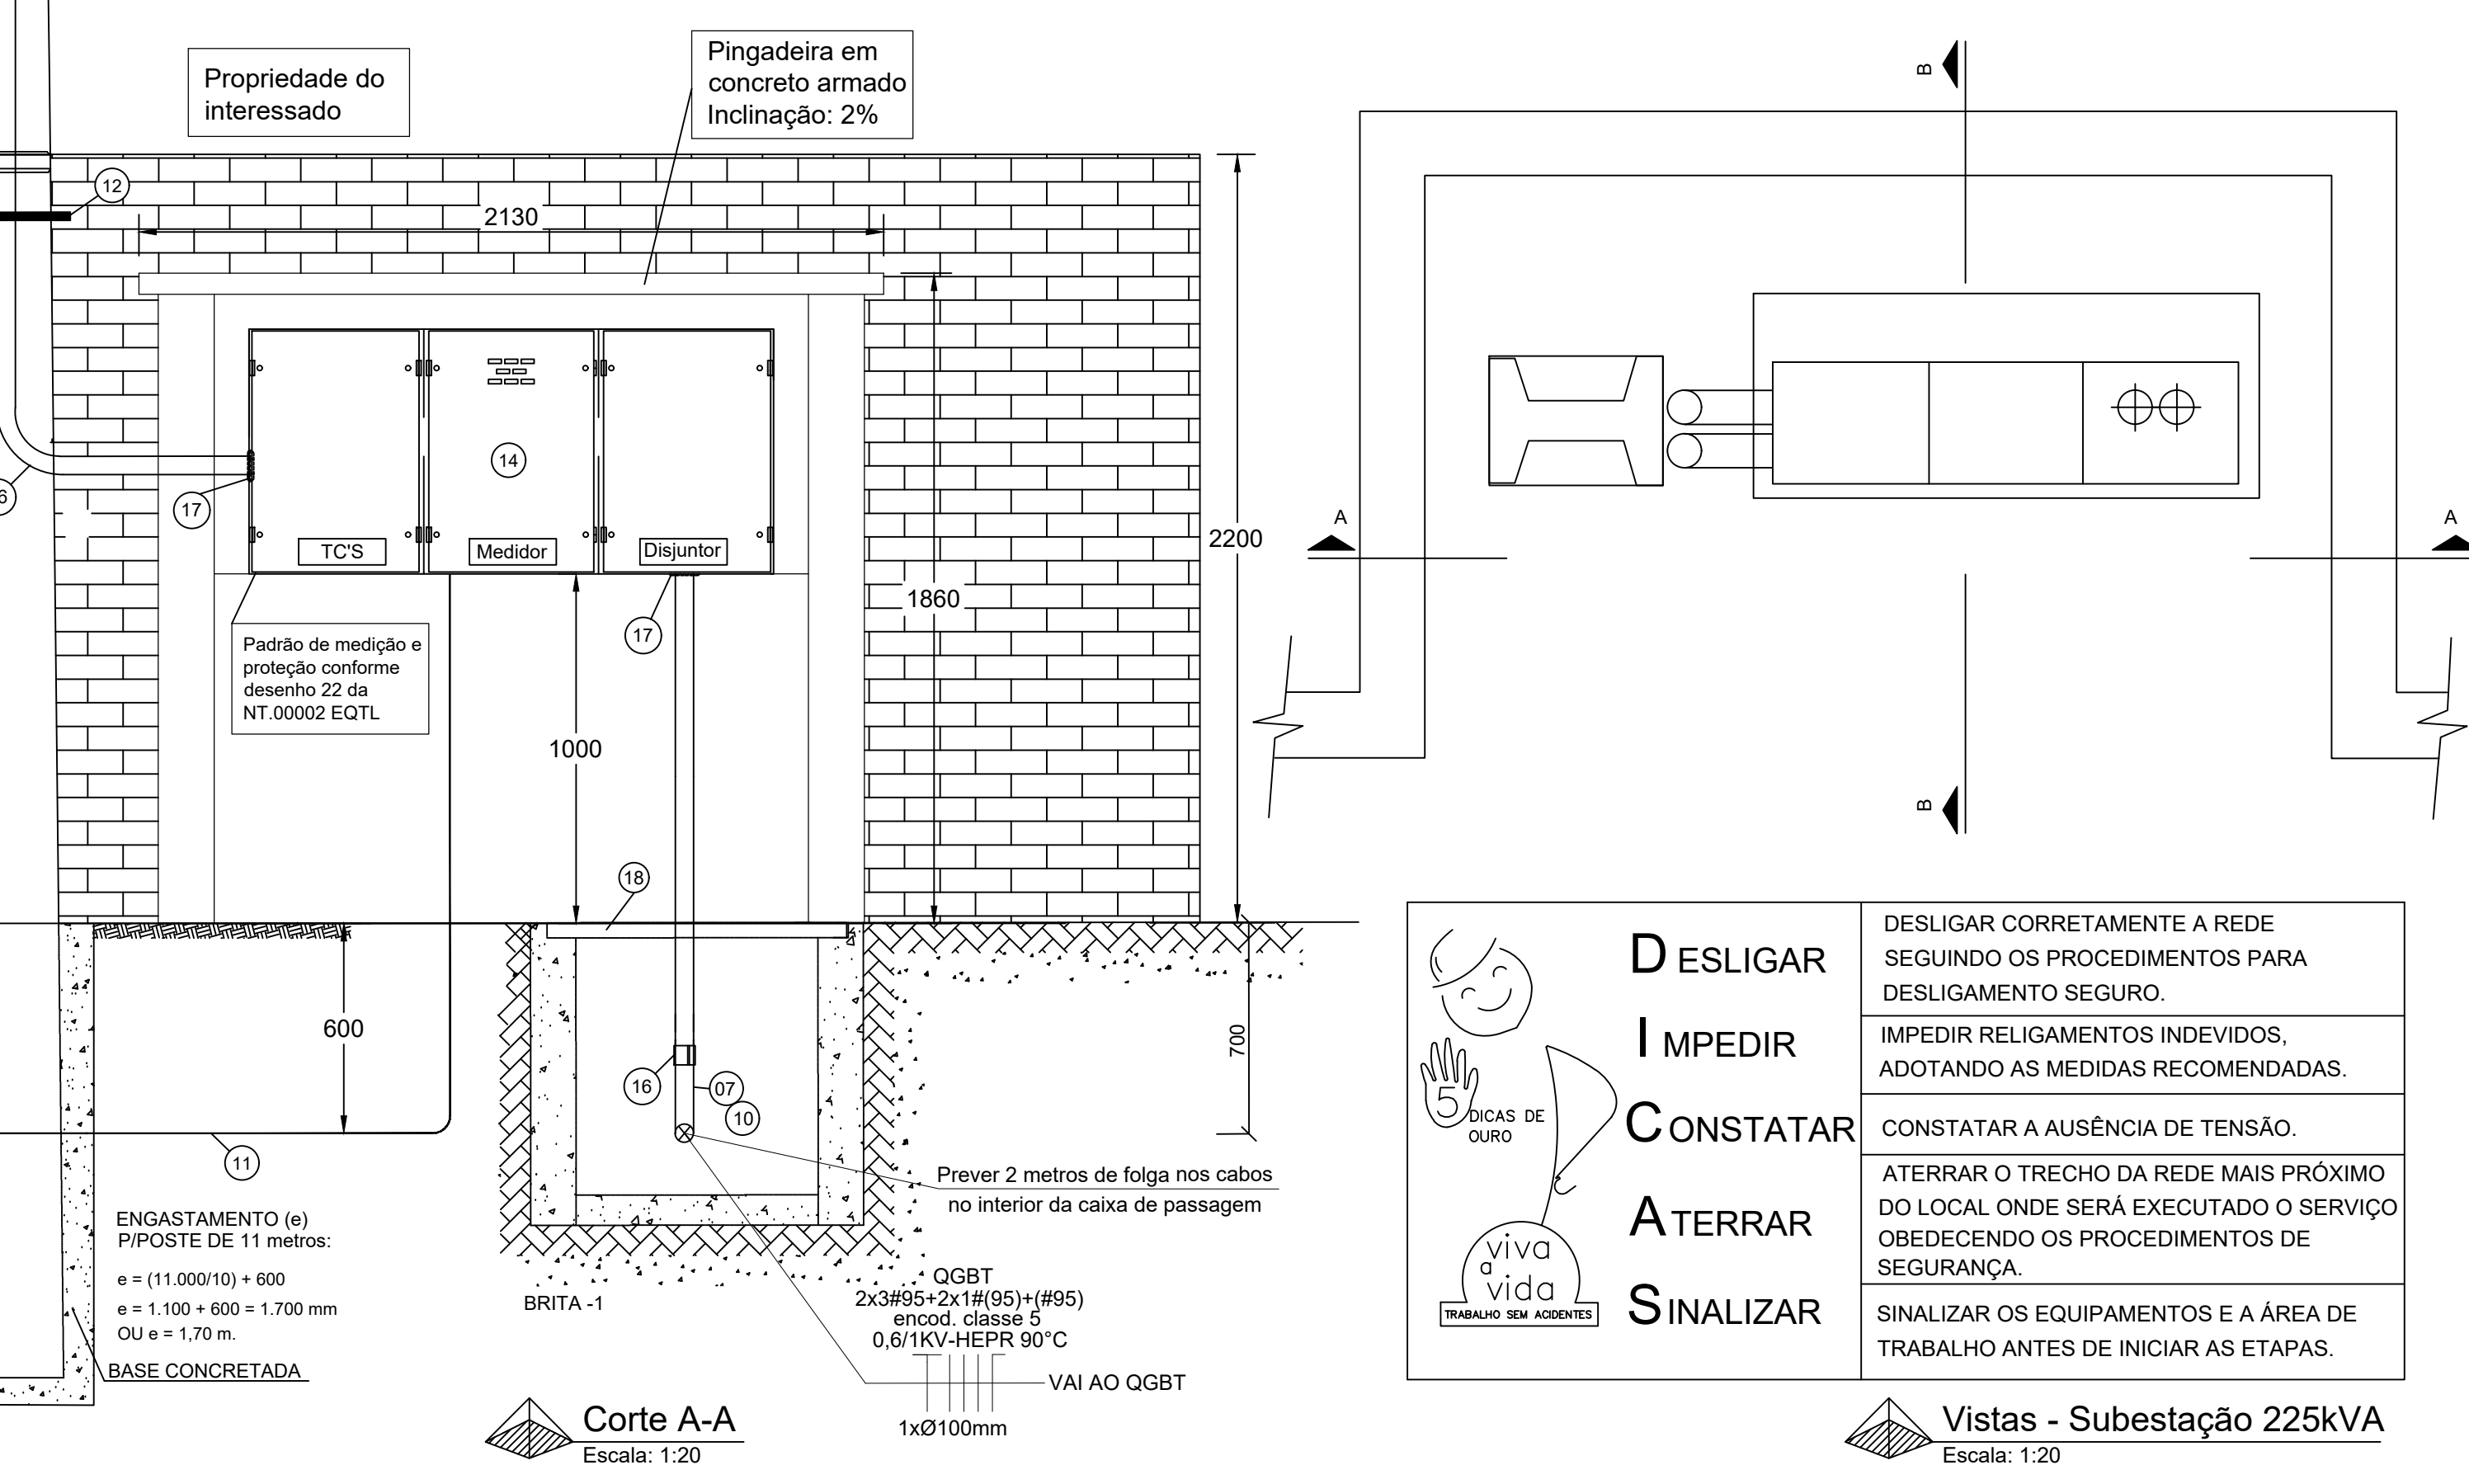 Propriedade do
interessado
Pingadeira em
concreto armado
Inclinação: 2%
12
2130
14
17
TC'S
Medidor
Disjuntor
2200
1860
17
Padrão de medição e
proteção conforme
desenho 22 da
NT.00002 EQTL
1000
18
600
700
16
07
10
11
Prever 2 metros de folga nos cabos
no interior da caixa de passagem
ENGASTAMENTO (e)
P/POSTE DE 11 metros:
e = (11.000/10) + 600
e = 1.100 + 600 = 1.700 mm
OU e = 1,70 m.
BASE CONCRETADA
BRITA -1
QGBT
2x3#95+2x1#(95)+(#95)
encod. classe 5
0,6/1KV-HEPR 90°C
VAI AO QGBT
1xØ100mm
Corte A-A
Escala: 1:20
B
A
A
B
5
DICAS DE
OURO
viva
a
vida
TRABALHO SEM ACIDENTES
DESLIGAR
DESLIGAR CORRETAMENTE A REDE
SEGUINDO OS PROCEDIMENTOS PARA
DESLIGAMENTO SEGURO.
IMPEDIR
IMPEDIR RELIGAMENTOS INDEVIDOS,
ADOTANDO AS MEDIDAS RECOMENDADAS.
CONSTATAR
CONSTATAR A AUSÊNCIA DE TENSÃO.
ATERRAR
ATERRAR O TRECHO DA REDE MAIS PRÓXIMO
DO LOCAL ONDE SERÁ EXECUTADO O SERVIÇO
OBEDECENDO OS PROCEDIMENTOS DE
SEGURANÇA.
SINALIZAR
SINALIZAR OS EQUIPAMENTOS E A ÁREA DE
TRABALHO ANTES DE INICIAR AS ETAPAS.
Vistas - Subestação 225kVA
Escala: 1:20